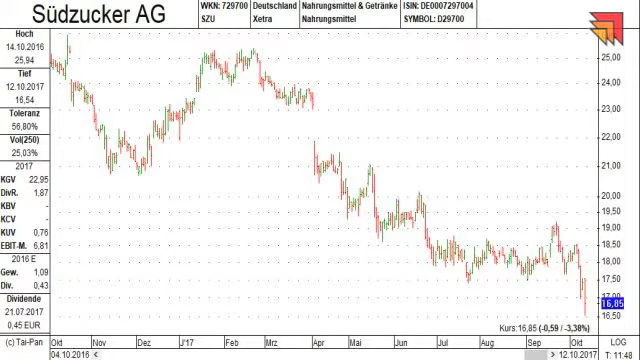 Südzucker AG
WKN: 729700 Deutschland Nahrungsmittel & Getränke ISIN: DE0007297004
SZU Xetra Nahrungsmittel SYMBOL: D29700
Hoch
14.10.2016
25,94
Tief
12.10.2017
16,54
Toleranz
56,80%
Vol(250)
25,03%
2017
KGV 22,95
DivR. 1,87
KBV -
KCV -
KUV 0,76
EBIT-M. 6,81
2016 E
Gew. 1,09
Div. 0,43
Dividende
21.07.2017
0,45 EUR
25,00
24,00
23,00
22,00
21,00
20,00
19,00
18,00
17,50
17,00
16,85
16,50
Kurs:16,85 (-0,59 / -3,38%)
(c) Tai-Pan Okt Nov Dez J'17 Feb Mrz Apr Mai Jun Jul Aug Sep Okt LOG
04.10.2016 < > 12.10.2017 T: 11:48